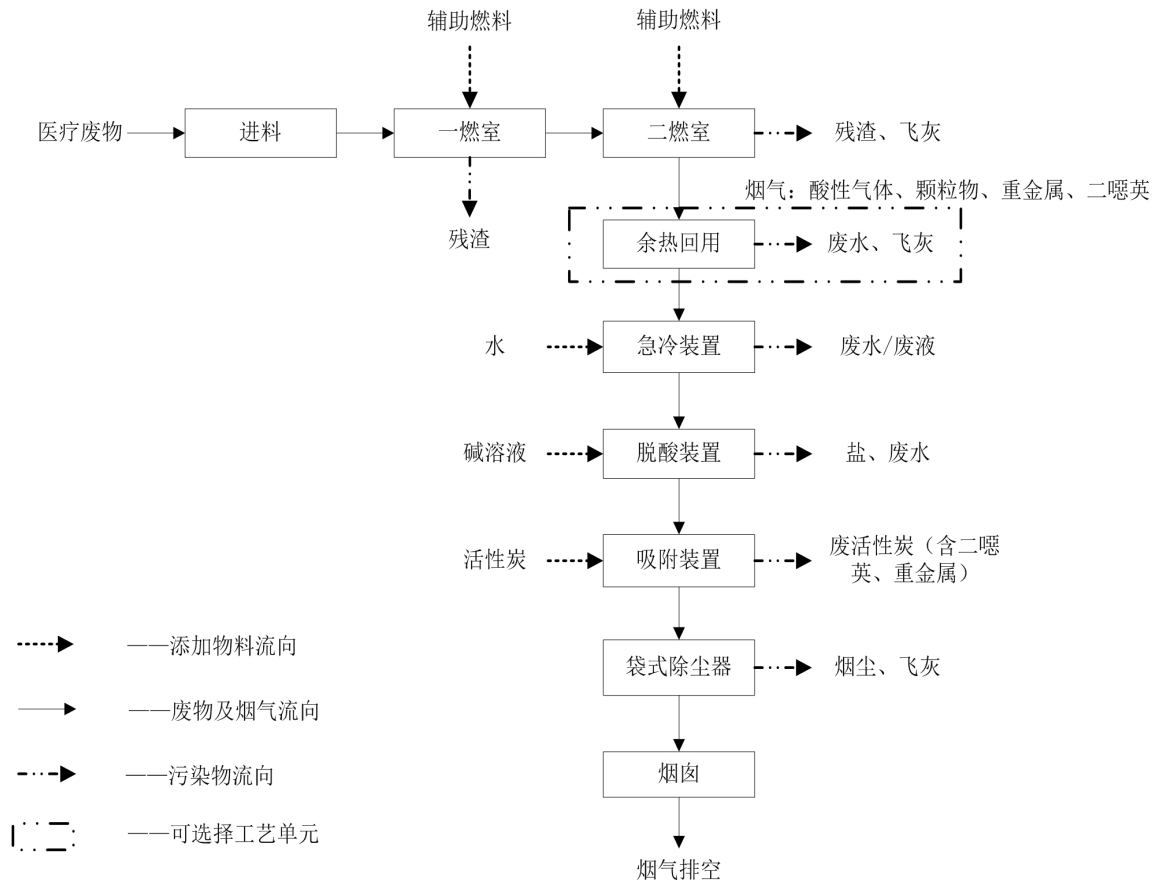 辅助燃料
辅助燃料
医疗废物
进料
一燃室
二燃室
残渣、飞灰
烟气：酸性气体、颗粒物、重金属、二噁英
残渣
余热回用
废水、飞灰
水
急冷装置
废水/废液
碱溶液
脱酸装置
盐、废水
活性炭
吸附装置
废活性炭（含二噁
英、重金属）
——添加物料流向
袋式除尘器
烟尘、飞灰
——废物及烟气流向
——污染物流向
烟囱
——可选择工艺单元
烟气排空